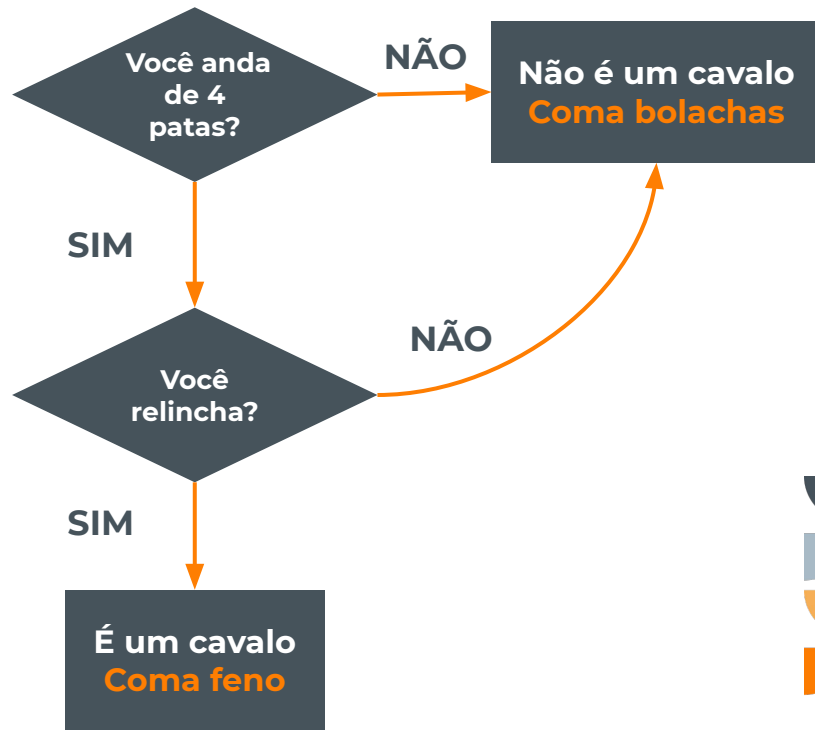 Você anda
de 4
patas?
NÃO
Não é um cavalo
Coma bolachas
SIM
NÃO
Você
relincha?
SIM
É um cavalo
Coma feno